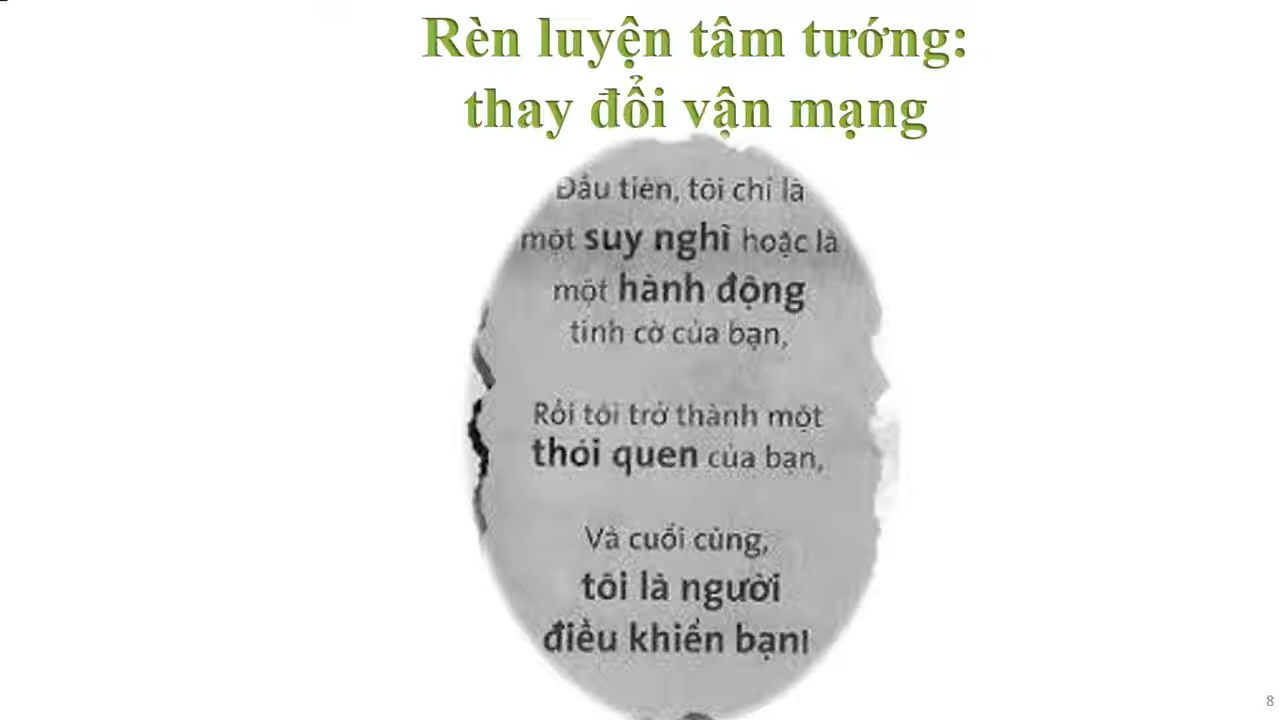 Rèn luyện tâm tướng:
thay đổi vận mạng
Đầu tiên, tôi chỉ là
một suy nghĩ hoặc là
một hành động
tình cờ của bạn,
Rồi tôi trở thành một
thói quen của bạn,
Và cuối cùng,
tôi là người
điều khiển bạn!
8